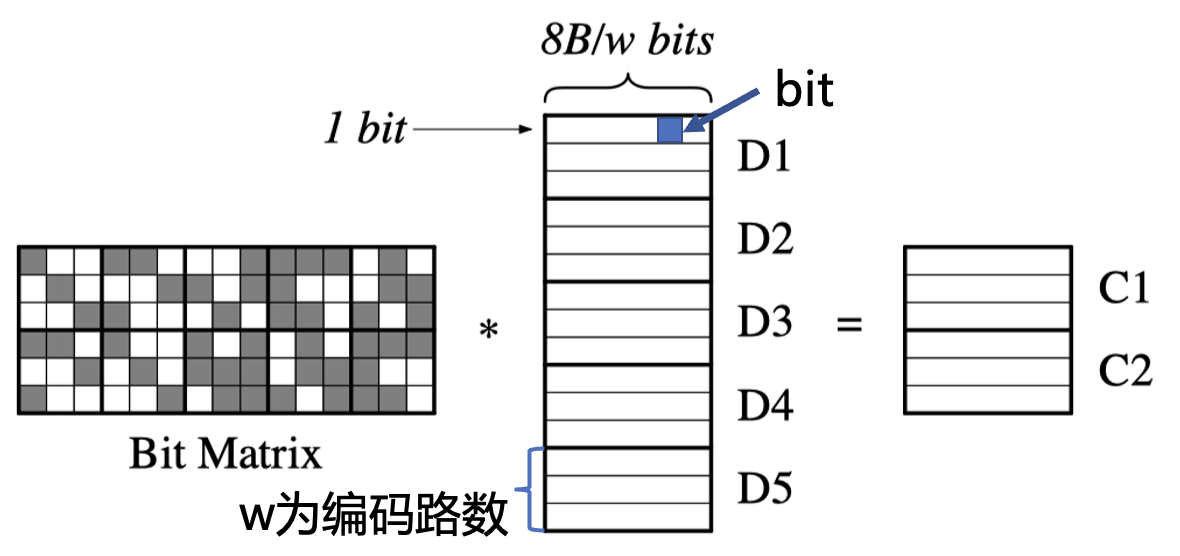 8B/w bits
bit
1 bit
D1
D2
D3
D4
D5
*
=
C1
C2
Bit Matrix
w为编码路数